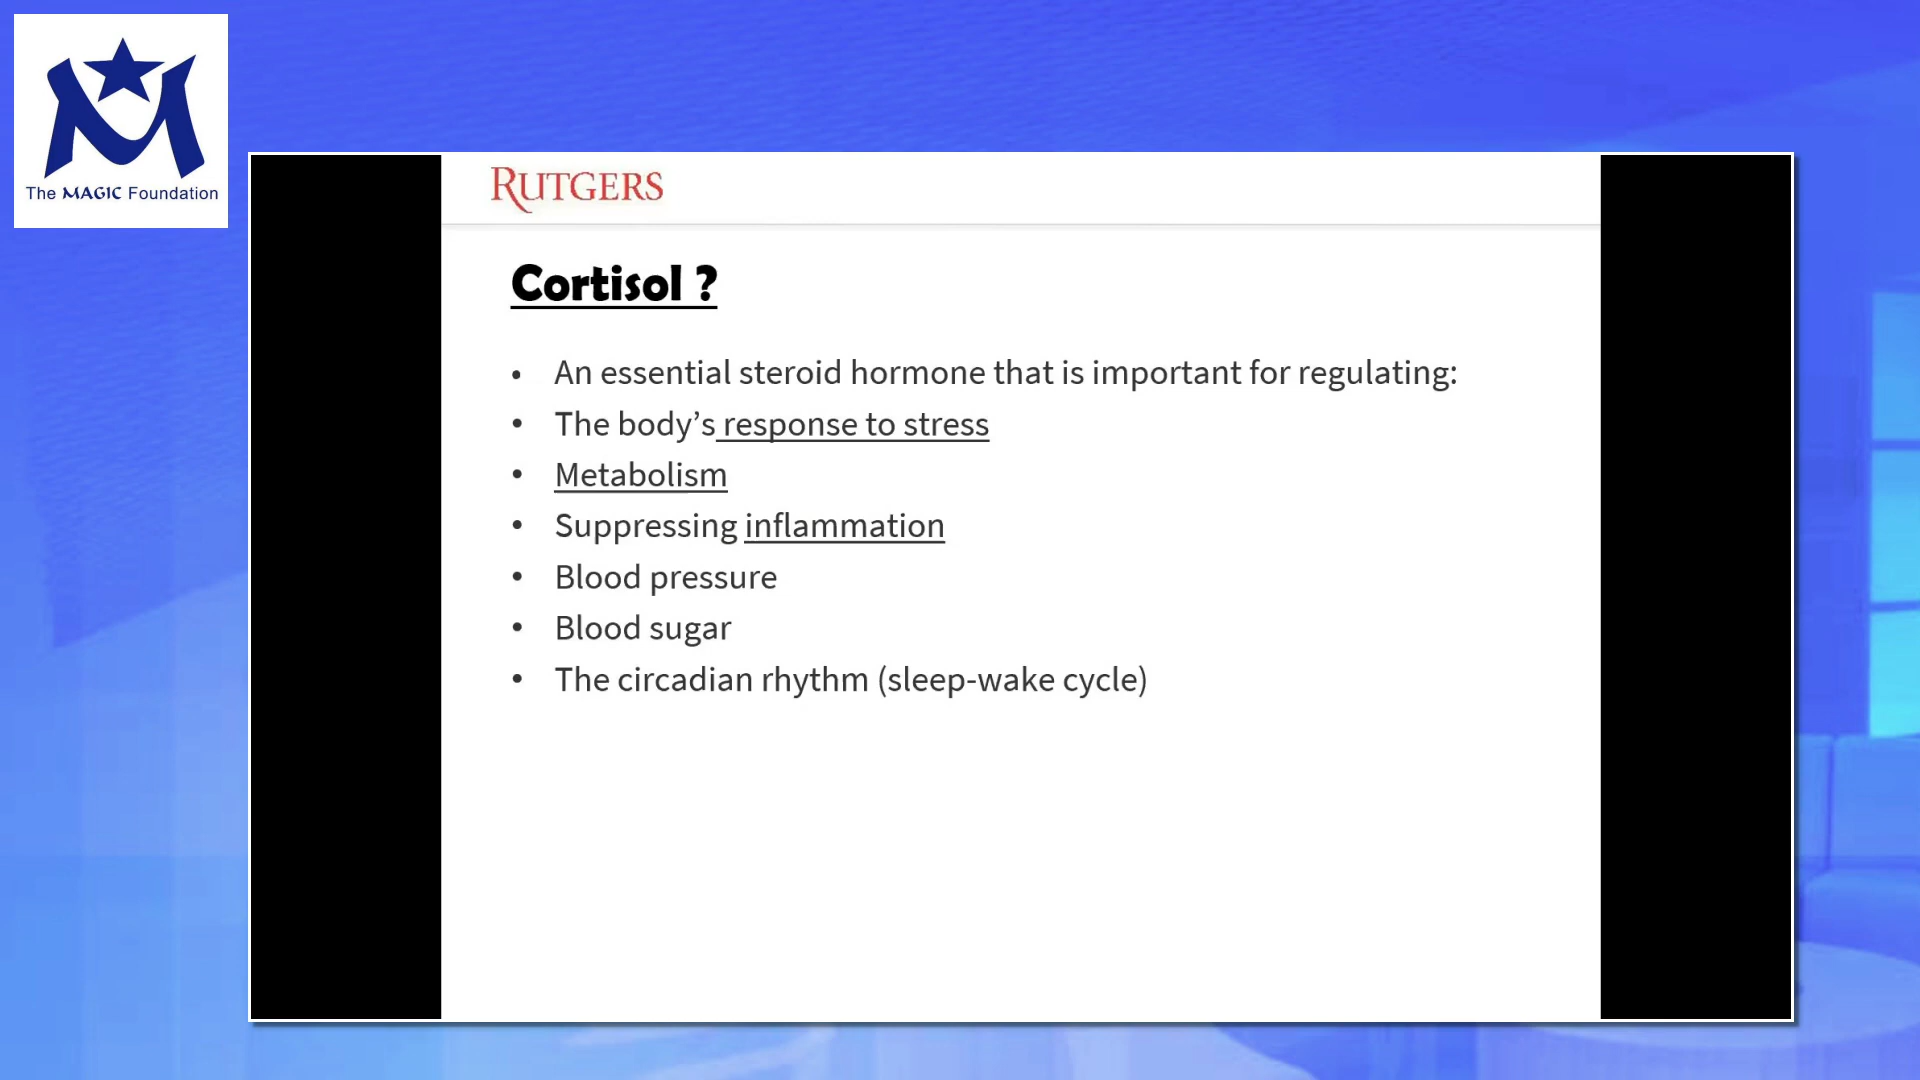 The MAGIC Foundation
RUTGERS
Cortisol ?
• An essential steroid hormone that is important for regulating:
• The body’s response to stress
• Metabolism
• Suppressing inflammation
• Blood pressure
• Blood sugar
• The circadian rhythm (sleep-wake cycle)